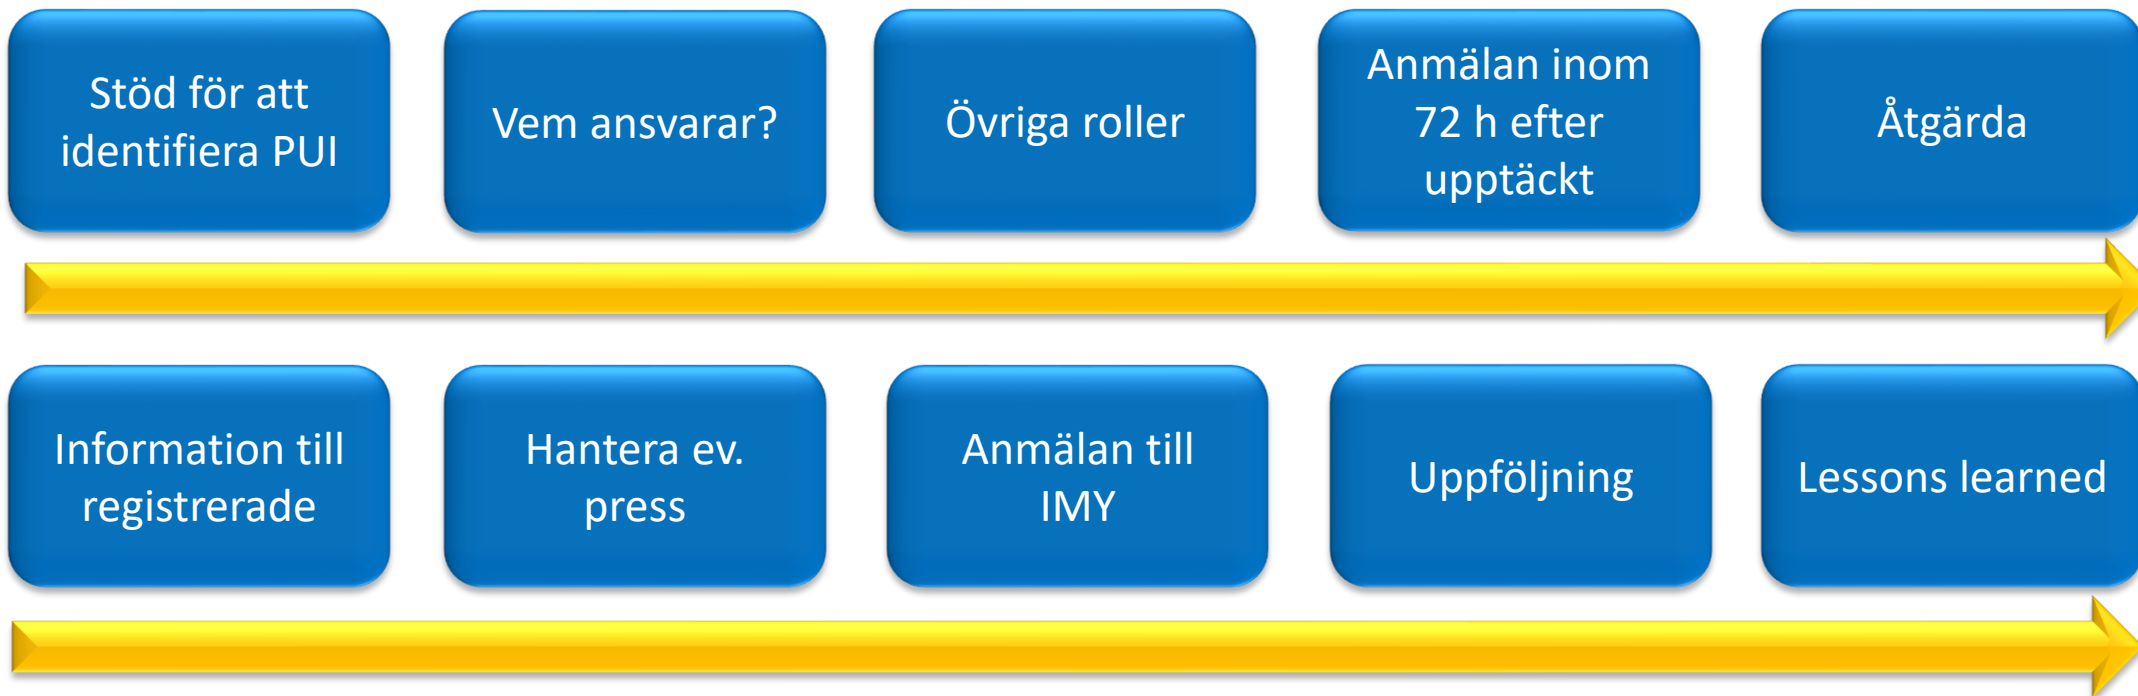 Stöd för att
identifiera PUI
Vem ansvarar?
Övriga roller
Anmälan inom
72 h efter
upptäckt
Åtgärda
Information till
registrerade
Hantera ev.
press
Anmälan till
IMY
Uppföljning
Lessons learned